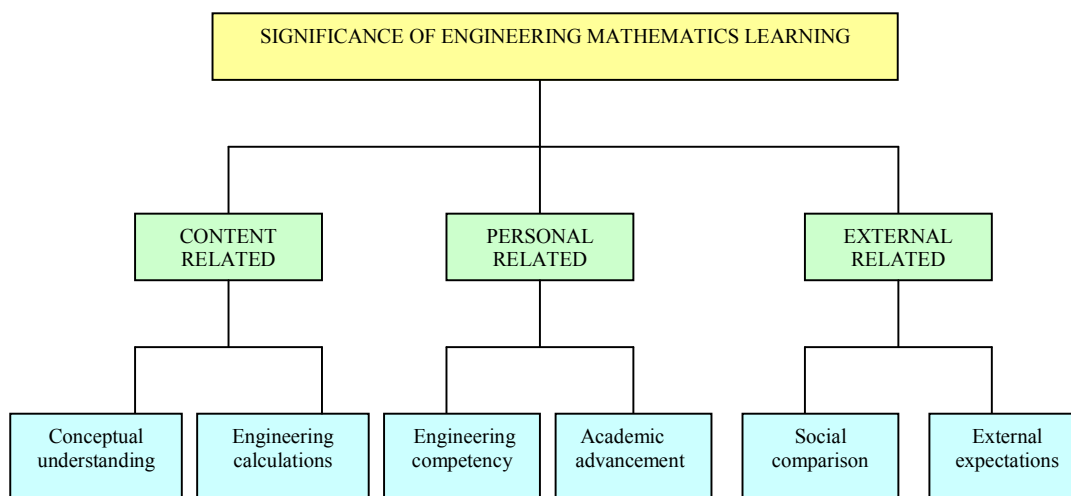 SIGNIFICANCE OF ENGINEERING MATHEMATICS LEARNING
CONTENT
RELATED
PERSONAL
RELATED
EXTERNAL
RELATED
Conceptual
understanding
Engineering
calculations
Engineering
competency
Academic
advancement
Social
comparison
External
expectations